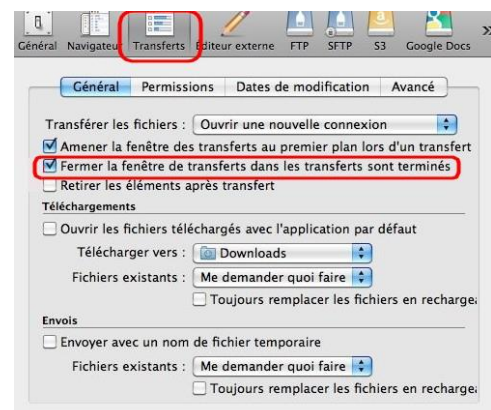 Général Navigateur Transferts Éditeur externe FTP SFTP S3 Google Docs »
Général Permissions Dates de modification Avancé
Transférer les fichiers : Ouvrir une nouvelle connexion
Amener la fenêtre des transferts au premier plan lors d'un transfert
Fermer la fenêtre de transferts dans les transferts sont terminés
Retirer les éléments après transfert
Téléchargements
Ouvrir les fichiers téléchargés avec l'application par défaut
Télécharger vers : Downloads
Fichiers existants : Me demander quoi faire
Toujours remplacer les fichiers en recharge
Envois
Envoyer avec un nom de fichier temporaire
Fichiers existants : Me demander quoi faire
Toujours remplacer les fichiers en recharge